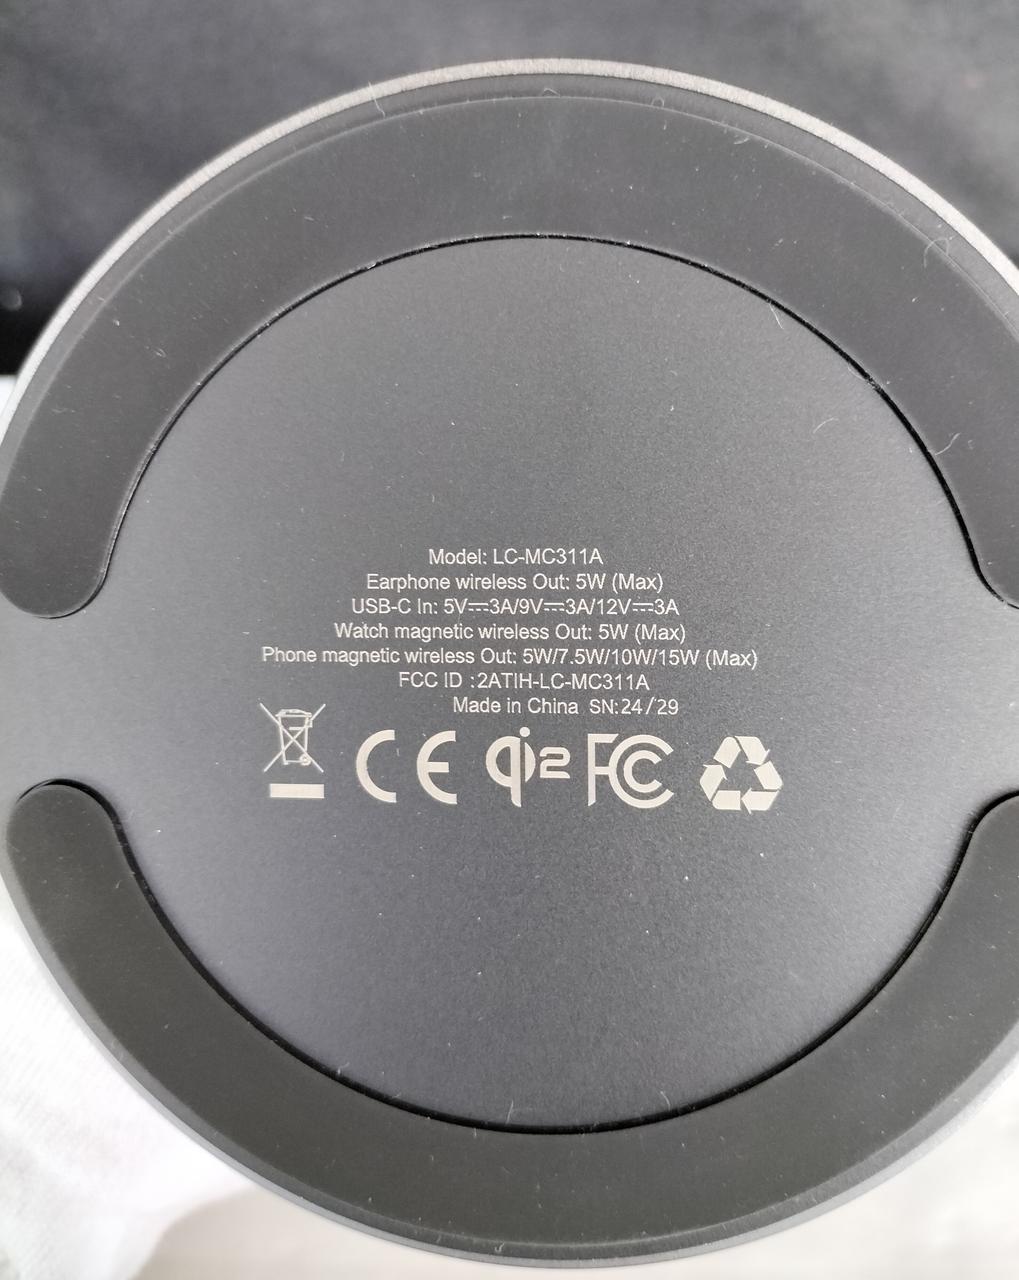 Model: LC-MC311A
Earphone wireless Out: 5W (Max)
USB-C In: 5V⎓3A/9V⎓3A/12V⎓3A
Watch magnetic wireless Out: 5W (Max)
Phone magnetic wireless Out: 5W/7.5W/10W/15W (Max)
FCC ID :2ATIH-LC-MC311A
Made in China SN:24/29
CE qi2 FCC